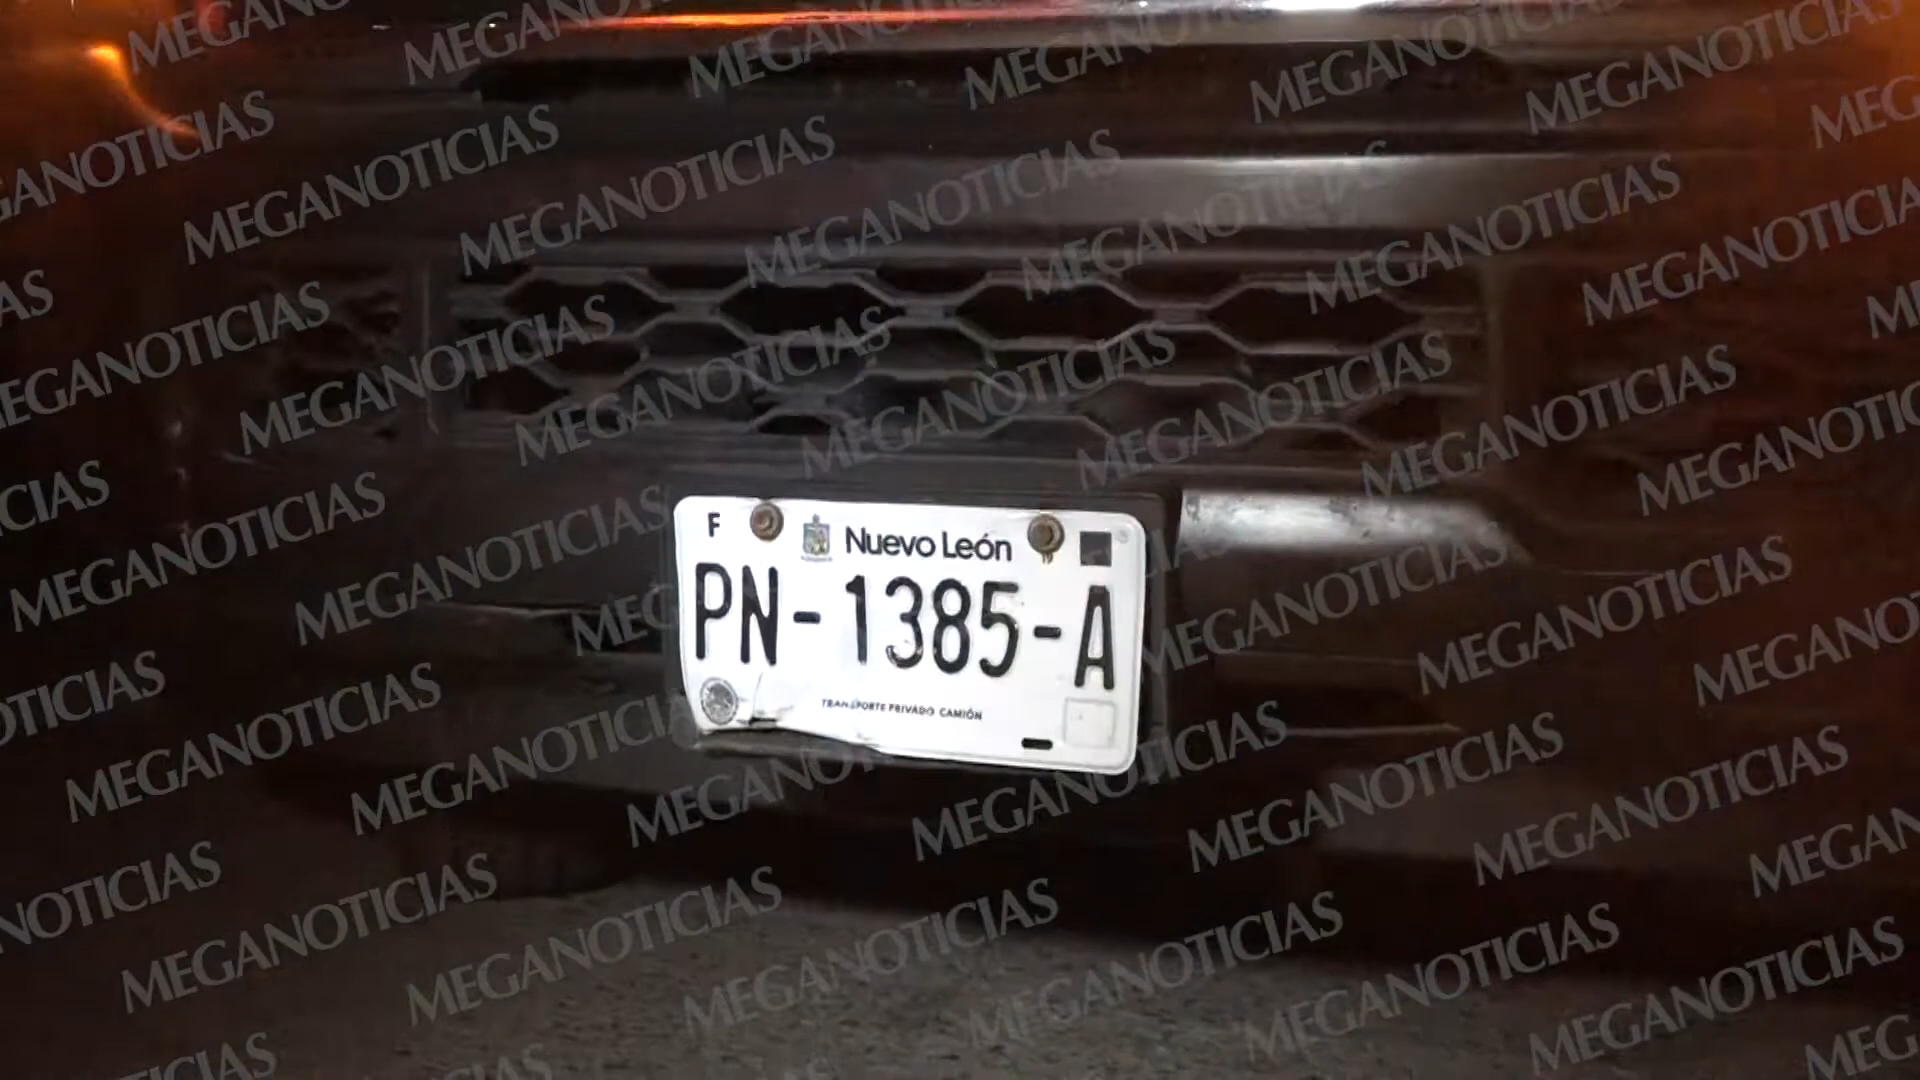 F Nuevo León
PN-1385-A
TRANSPORTE PRIVADO CAMIÓN
MEGANOTICIAS